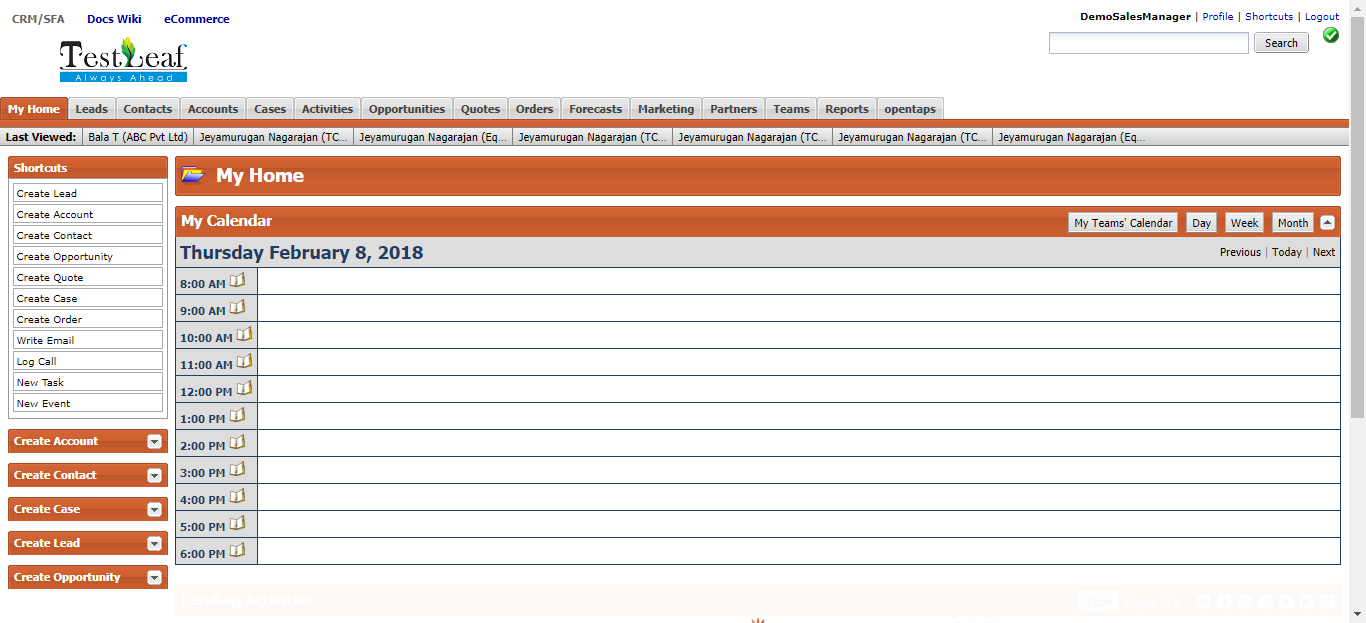 CRM/SFA Docs Wiki eCommerce
DemoSalesManager | Profile | Shortcuts | Logout
Search
TestLeaf
Always Ahead
My Home Leads Contacts Accounts Cases Activities Opportunities Quotes Orders Forecasts Marketing Partners Teams Reports opentaps
Last Viewed: Bala T (ABC Pvt Ltd) Jeyamurugan Nagarajan (TC... Jeyamurugan Nagarajan (Eq... Jeyamurugan Nagarajan (TC... Jeyamurugan Nagarajan (TC... Jeyamurugan Nagarajan (TC... Jeyamurugan Nagarajan (Eq...
Shortcuts
Create Lead
Create Account
Create Contact
Create Opportunity
Create Quote
Create Case
Create Order
Write Email
Log Call
New Task
New Event
Create Account
Create Contact
Create Case
Create Lead
Create Opportunity
My Home
My Calendar
My Teams' Calendar Day Week Month
Thursday February 8, 2018
Previous | Today | Next
8:00 AM
9:00 AM
10:00 AM
11:00 AM
12:00 PM
1:00 PM
2:00 PM
3:00 PM
4:00 PM
5:00 PM
6:00 PM
Pending Activities